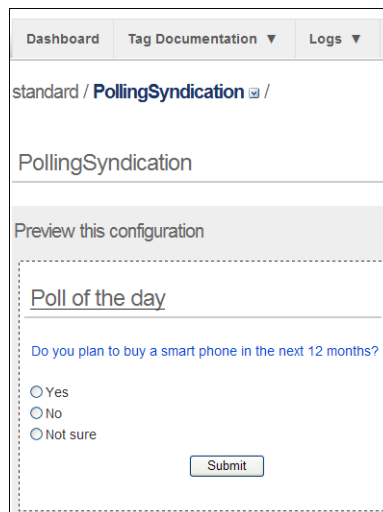 Dashboard Tag Documentation ▼ Logs ▼
standard / PollingSyndication /
PollingSyndication
Preview this configuration
Poll of the day
Do you plan to buy a smart phone in the next 12 months?
Yes
No
Not sure
Submit